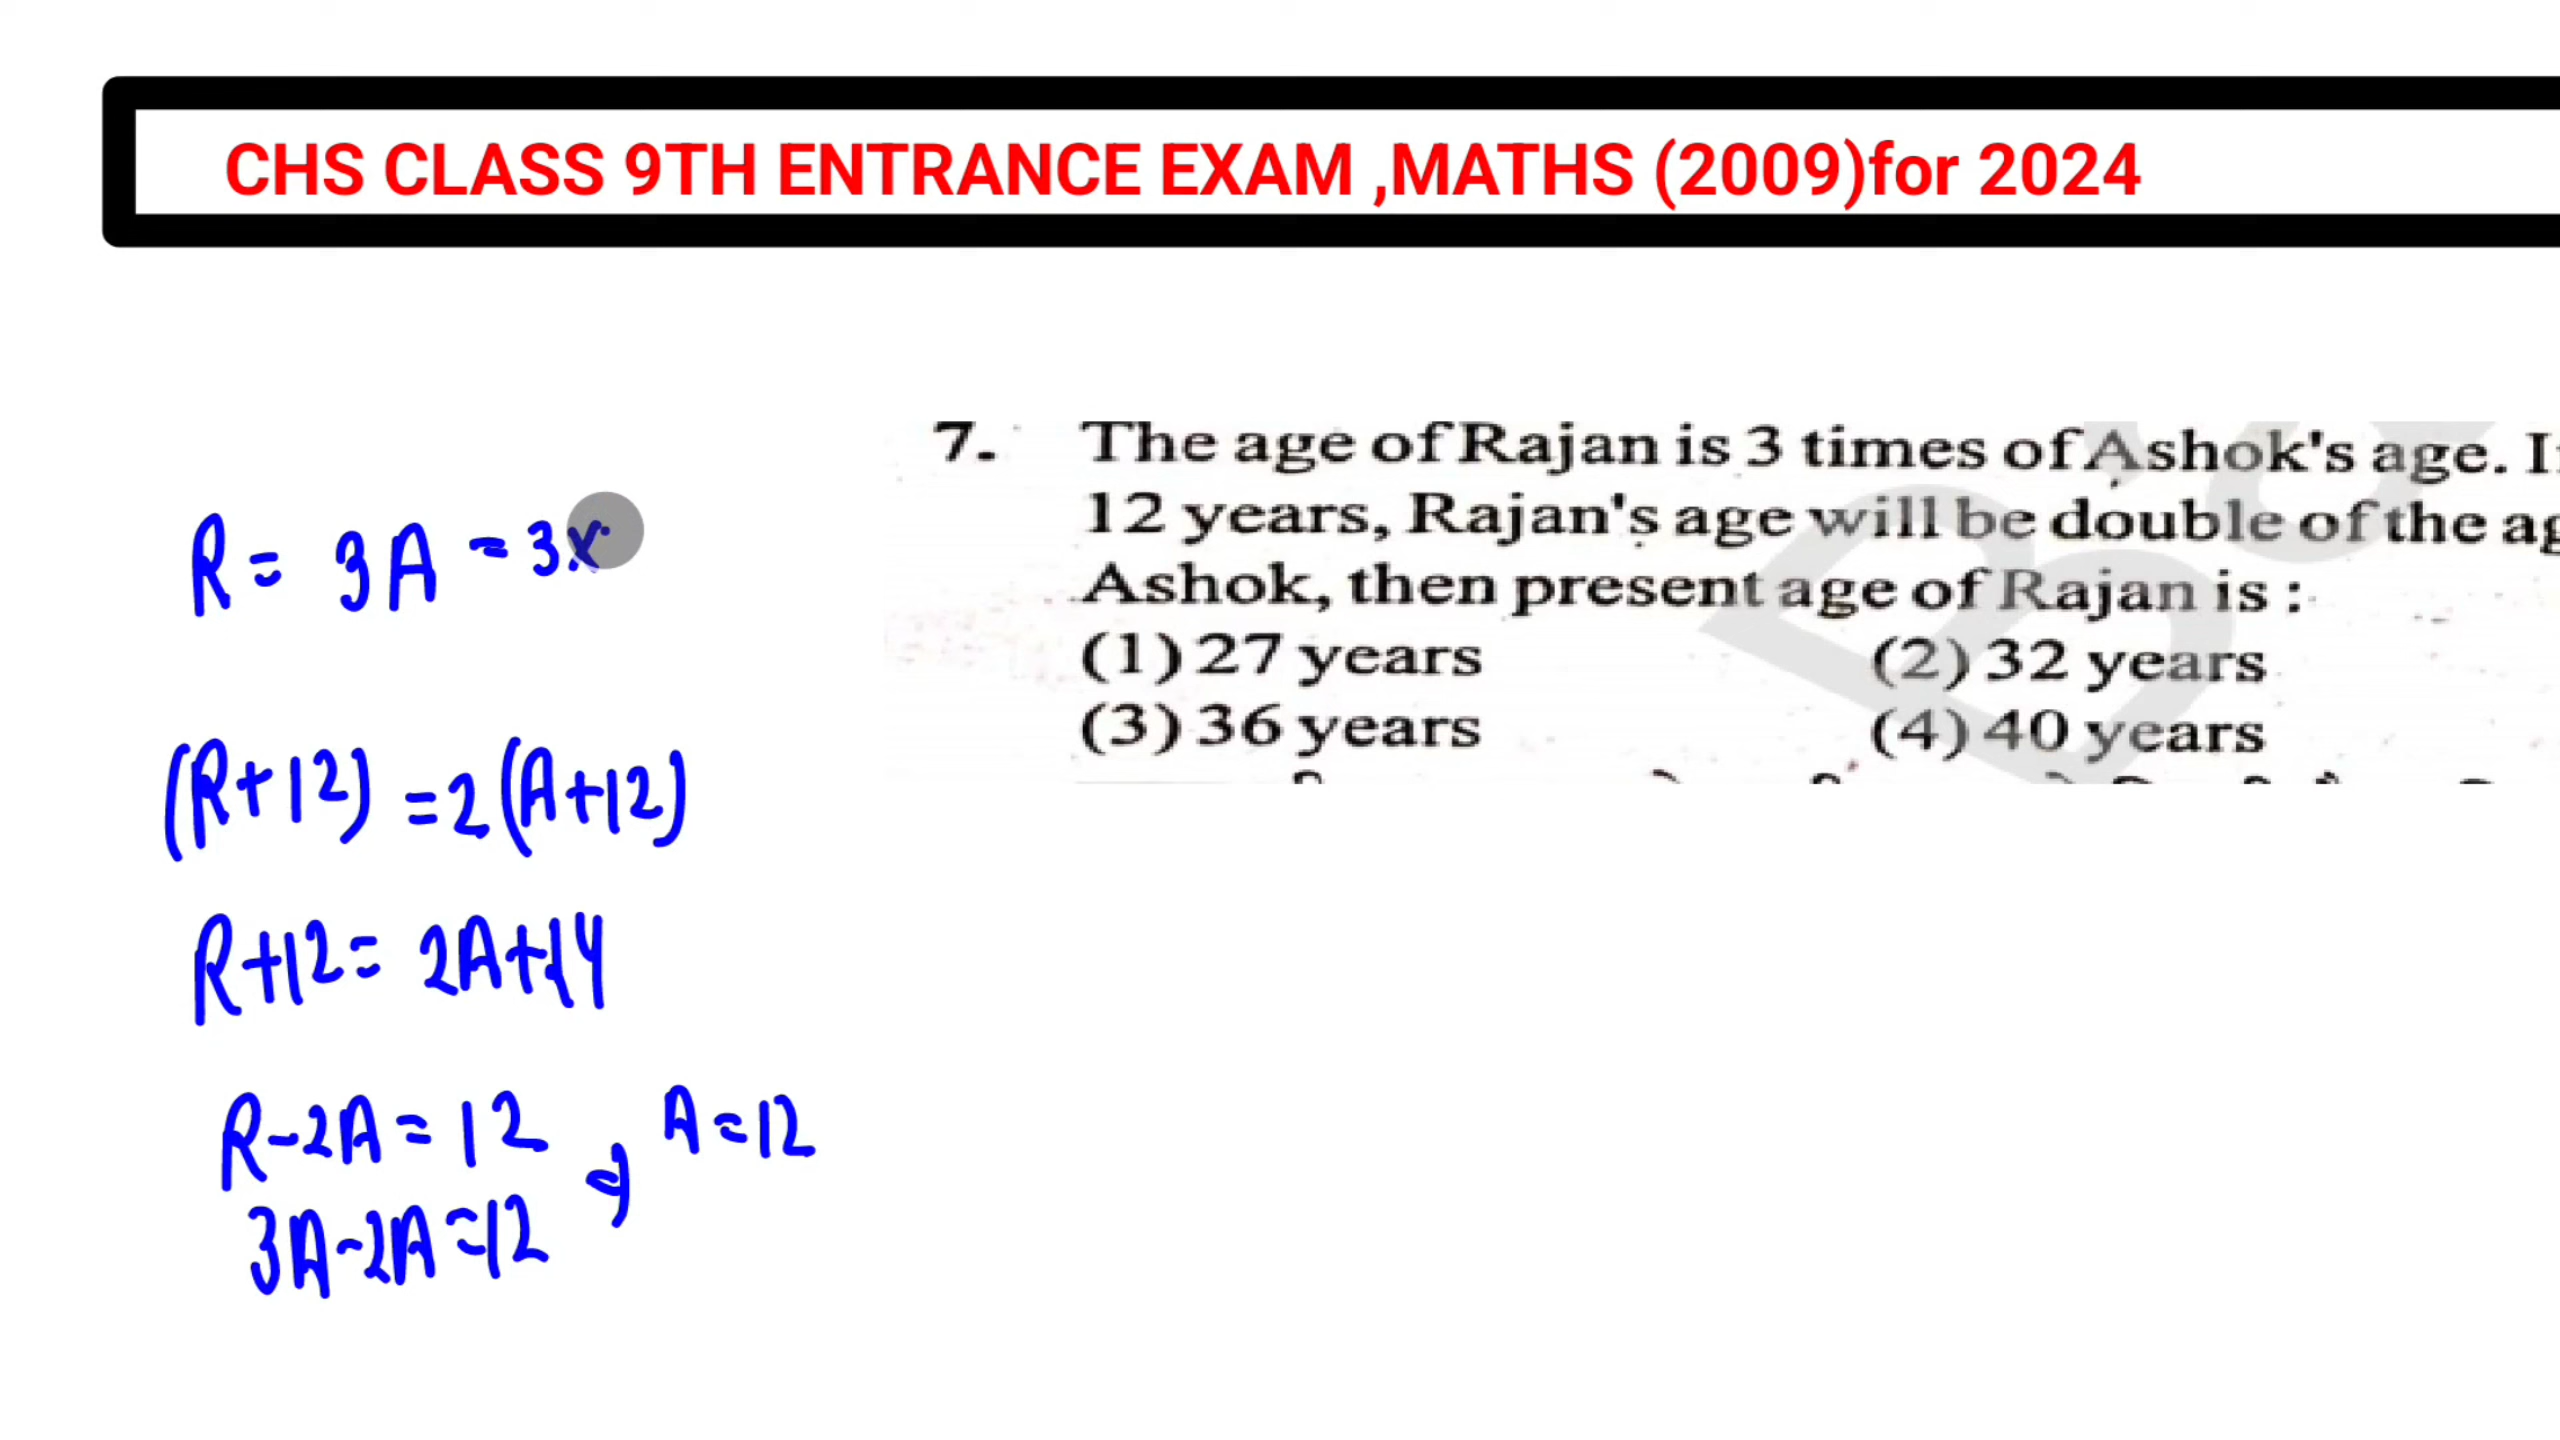 CHS CLASS 9TH ENTRANCE EXAM ,MATHS (2009)for 2024
7. The age of Rajan is 3 times of Ashok's age.
12 years, Rajan's age will be double of the
Ashok, then present age of Rajan is :
(1) 27 years (2) 32 years
(3) 36 years (4) 40 years
R = 3A = 3x
(R+12) = 2(A+12)
R+12 = 2A+24
R-2A = 12 ⇒ A=12
3A-2A=12